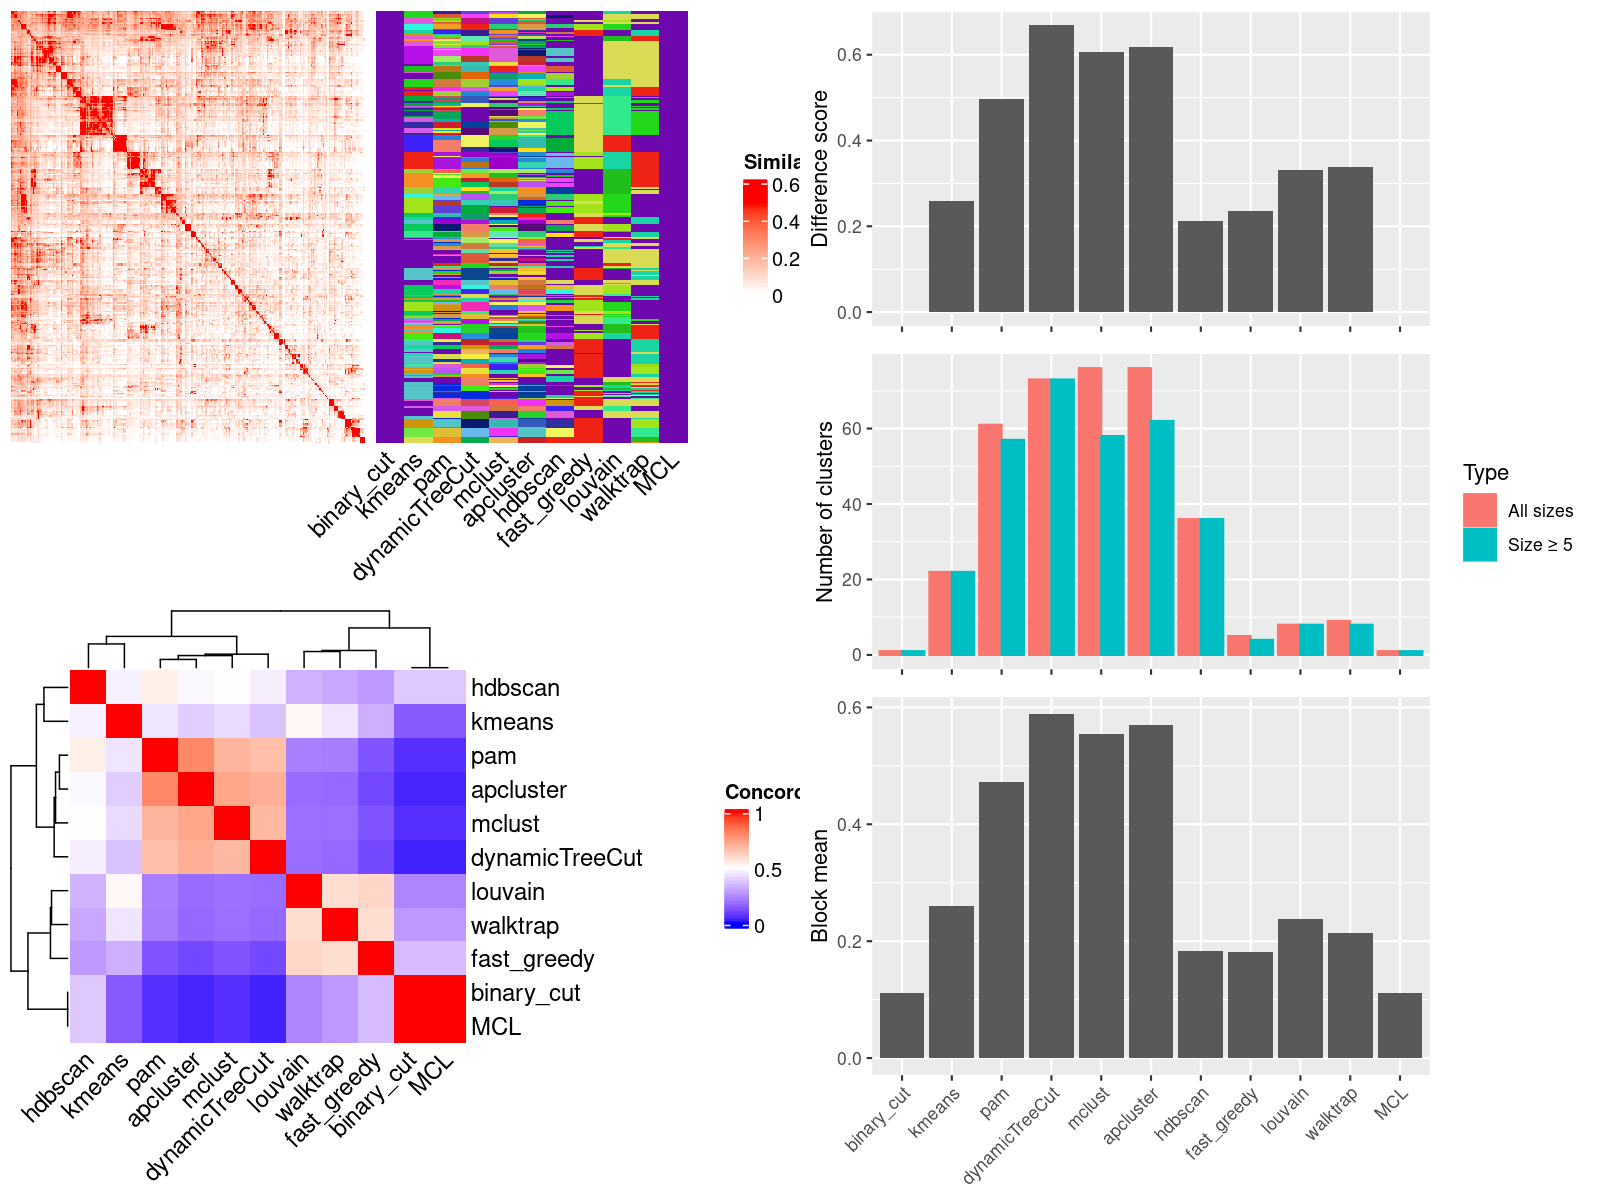 Simila
0.6
0.4
0.2
0
binary_cut
kmeans
pam
dynamicTreeCut
mclust
apcluster
hdbscan
fast_greedy
louvain
walktrap
MCL
hdbscan
kmeans
pam
apcluster
mclust
dynamicTreeCut
louvain
walktrap
fast_greedy
binary_cut
MCL
hdbscan
kmeans
pam
apcluster
mclust
dynamicTreeCut
louvain
walktrap
fast_greedy
binary_cut
MCL
Concord
1
0.5
0
Difference score
0.6
0.4
0.2
0.0
Number of clusters
60
40
20
0
Type
All sizes
Size ≥ 5
Block mean
0.6
0.4
0.2
0.0
binary_cut
kmeans
pam
dynamicTreeCut
mclust
apcluster
hdbscan
fast_greedy
louvain
walktrap
MCL